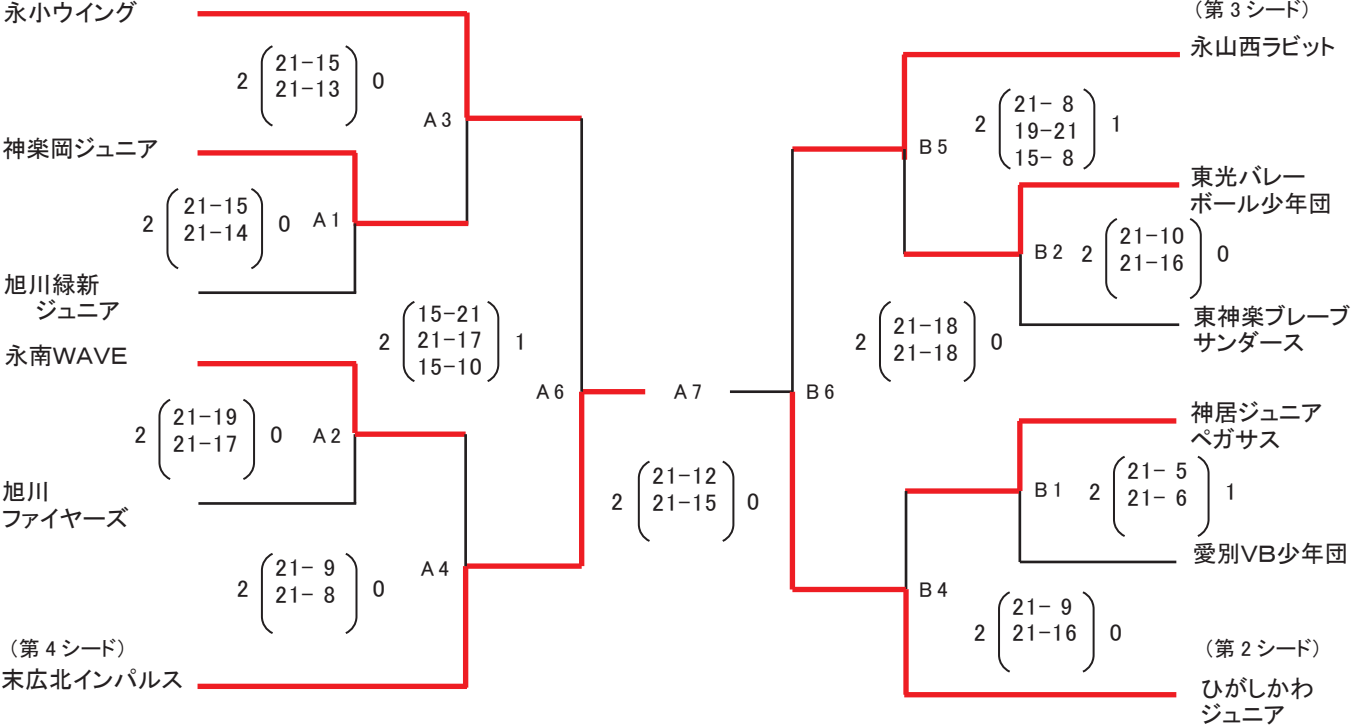 永小ウイング
2 21-15 0
21-13
A3
神楽岡ジュニア
2 21-15 0
21-14
A1
旭川緑新
ジュニア
2 15-21 1
21-17
15-10
永南WAVE
A6
2 21-19 0
21-17
A2
旭川
ファイヤーズ
2 21- 9 0
21- 8
A4
(第4シード)
末広北インパルス
A7
2 21-12 0
21-15
(第3シード)
永山西ラビット
2 21- 8 1
19-21
15- 8
B5
東光バレー
ボール少年団
B2 2 21-10 0
21-16
東神楽ブレーブ
サンダース
2 21-18 0
21-18
B6
神居ジュニア
ペガサス
B1 2 21- 5 1
21- 6
愛別VB少年団
B4
2 21- 9 0
21-16
(第2シード)
ひがしかわ
ジュニア